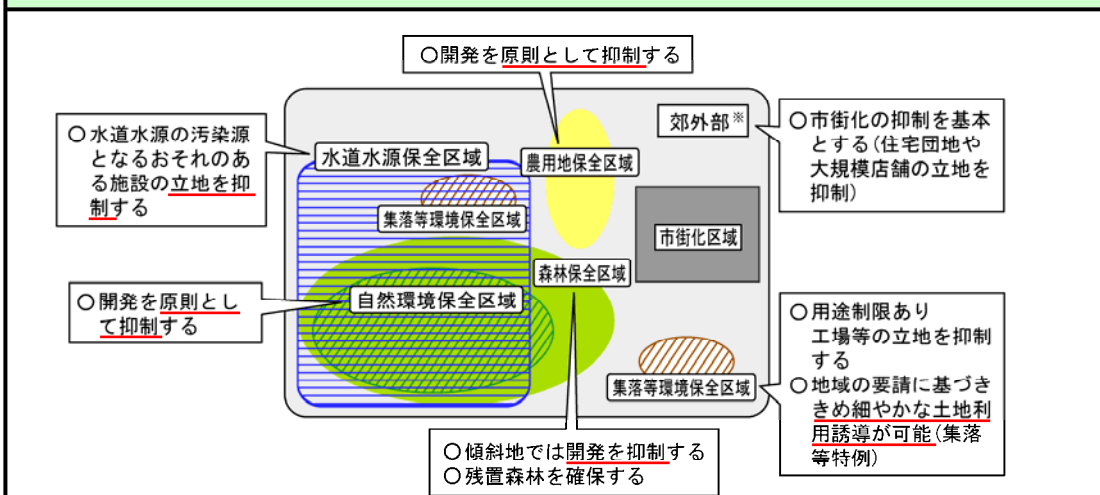 ○開発を原則として抑制する
○水道水源の汚染源
となるおそれのあ
る施設の立地を抑
制する
水道水源保全区域
農用地保全区域
郊外部※
○市街化の抑制を基本
とする(住宅団地や
大規模店舗の立地を
抑制)
集落等環境保全区域
市街化区域
森林保全区域
○開発を原則とし
て抑制する
自然環境保全区域
集落等環境保全区域
○用途制限あり
工場等の立地を抑制
する
○地域の要請に基づき
きめ細やかな土地利
用誘導が可能(集落
等特例)
○傾斜地では開発を抑制する
○残置森林を確保する